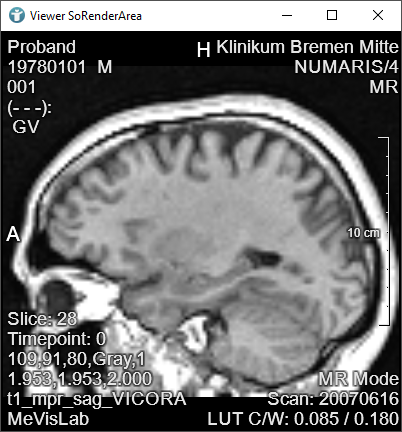 Viewer SoRenderArea
Proband
H Klinikum Bremen Mitte
19780101 M
NUMARIS/4
001
MR
(- - -):
GV
A
10 cm
Slice: 28
Timepoint: 0
109,91,80,Gray,1
1.953,1.953,2.000
MR Mode
t1_mpr_sag_VICORA
Scan: 20070616
MeVisLab
LUT C/W: 0.085 / 0.180